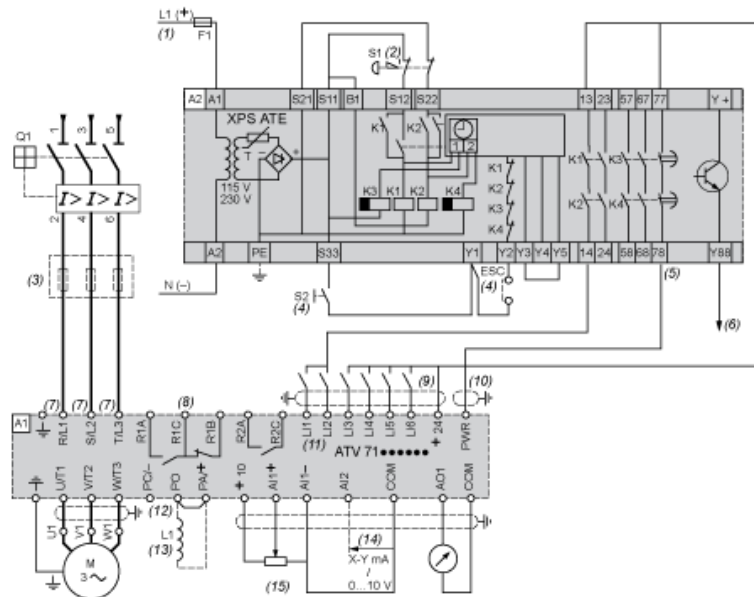 L1 (+)
(1)
F1
S1 (2)
A2 A1 S21 S11 B1 S12 S22 13 23 57 67 77 Y +
XPS ATE
T
+
115 V
230 V
K1 K2
1 2
K3 K1 K2 K4
K1
K2
K3
K4
K1 K3
K2 K4
A2 PE S33 Y1 Y2 Y3 Y4 Y5 14 24 58 68 78 Y88
N (–)
S2
(4)
ESC
(4)
(5)
(6)
Q1
1 3 5
I> I> I>
2 4 6
(3)
(7) (7) (7) (8) (9) (10)
A1
R/L1 S/L2 T/L3 R1A R1C R1B R2A R2C LI1 LI2 LI3 LI4 LI5 LI6 + 24 PWR
(11)
ATV 71
U/T1 V/T2 W/T3 PC/– PO PA/+ + 10 AI1+ AI1– AI2 COM AO1 COM
U1 V1 W1
(12)
L1
(13)
M
3
(14)
X-Y mA
/
0...10 V
(15)